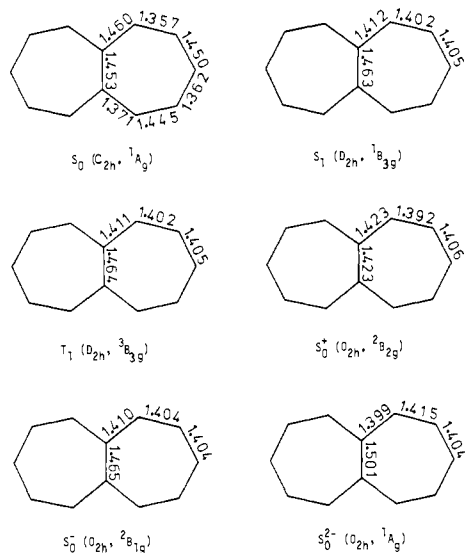 1.460 1.357 1.450 1.362 1.445 1.371 1.453
S0 (C2h, 1Ag)
1.412 1.402 1.405 1.463
S1 (D2h, 1B3g)
1.411 1.402 1.405 1.464
T1 (D2h, 3B3g)
1.423 1.392 1.406 1.423
S0+ (D2h, 2B2g)
1.410 1.404 1.404 1.465
S0- (D2h, 2B1g)
1.399 1.415 1.404 1.501
S02- (D2h, 1Ag)